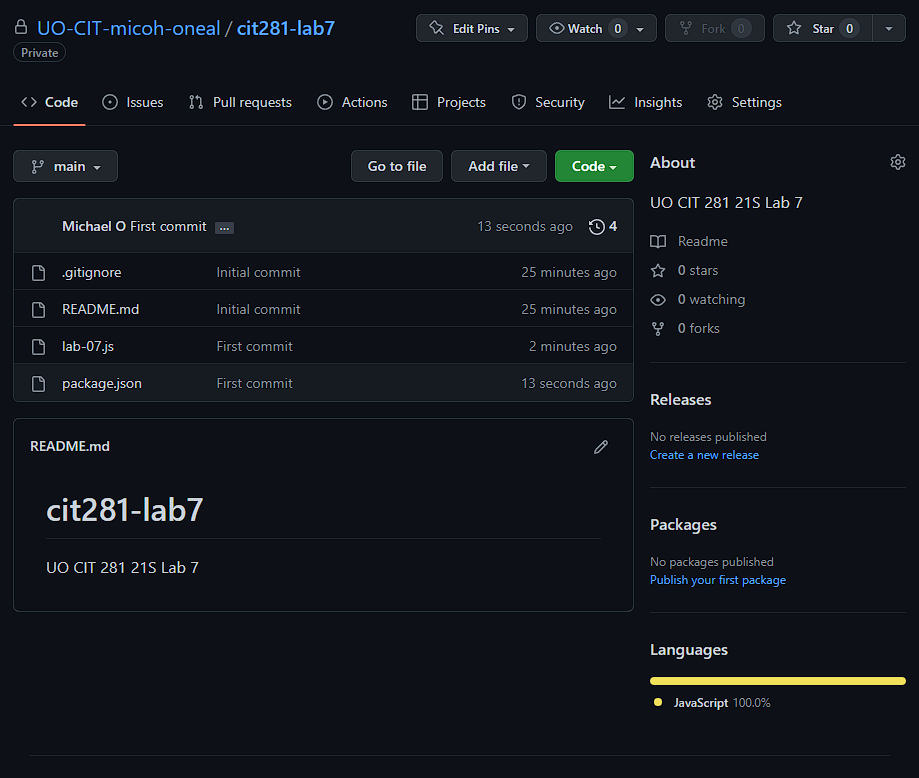 UO-CIT-micoh-oneal / cit281-lab7
Private
Edit Pins
Watch 0
Fork 0
Star 0
Code
Issues
Pull requests
Actions
Projects
Security
Insights
Settings
main
Go to file
Add file
Code
Michael O First commit ... 13 seconds ago 4
.gitignore Initial commit 25 minutes ago
README.md Initial commit 25 minutes ago
lab-07.js First commit 2 minutes ago
package.json First commit 13 seconds ago
README.md
cit281-lab7
UO CIT 281 21S Lab 7
About
UO CIT 281 21S Lab 7
Readme
0 stars
0 watching
0 forks
Releases
No releases published
Create a new release
Packages
No packages published
Publish your first package
Languages
JavaScript 100.0%